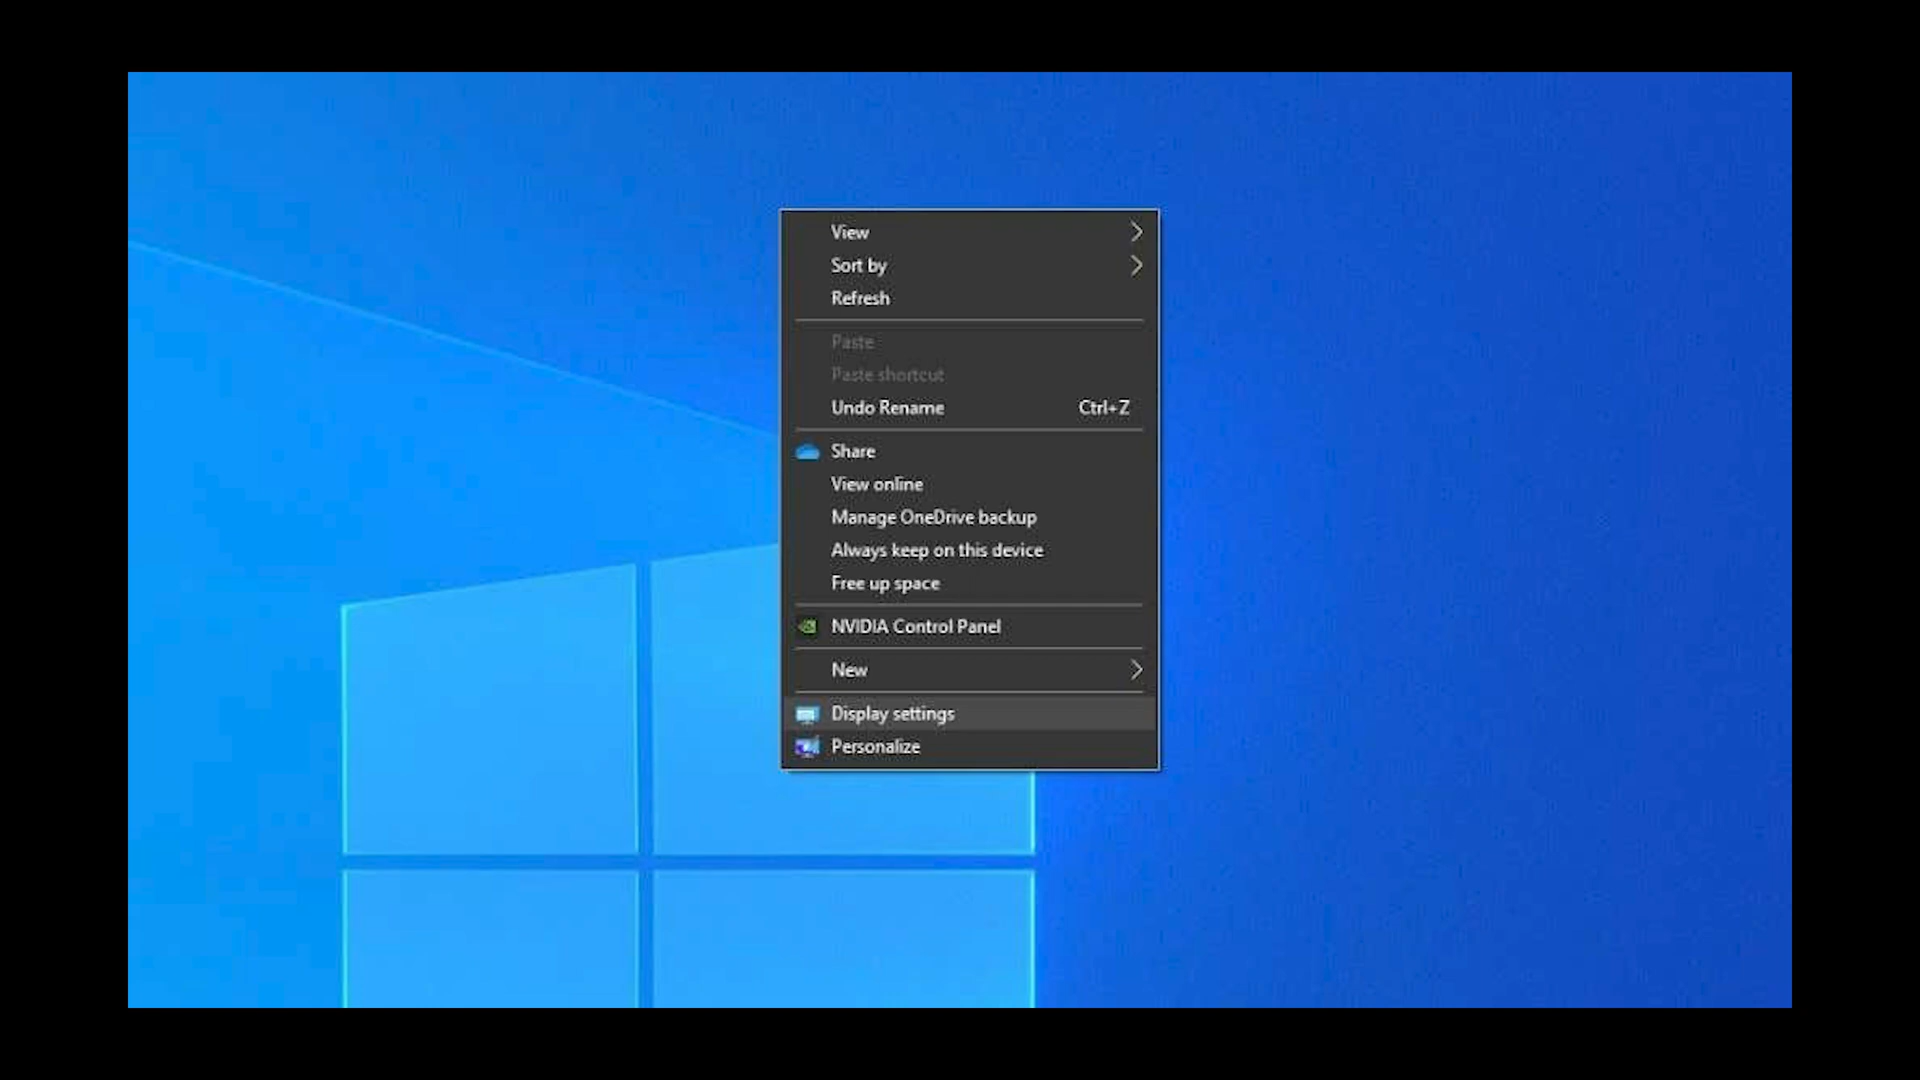 View
Sort by
Refresh
Paste
Paste shortcut
Undo Rename Ctrl+Z
Share
View online
Manage OneDrive backup
Always keep on this device
Free up space
NVIDIA Control Panel
New
Display settings
Personalize